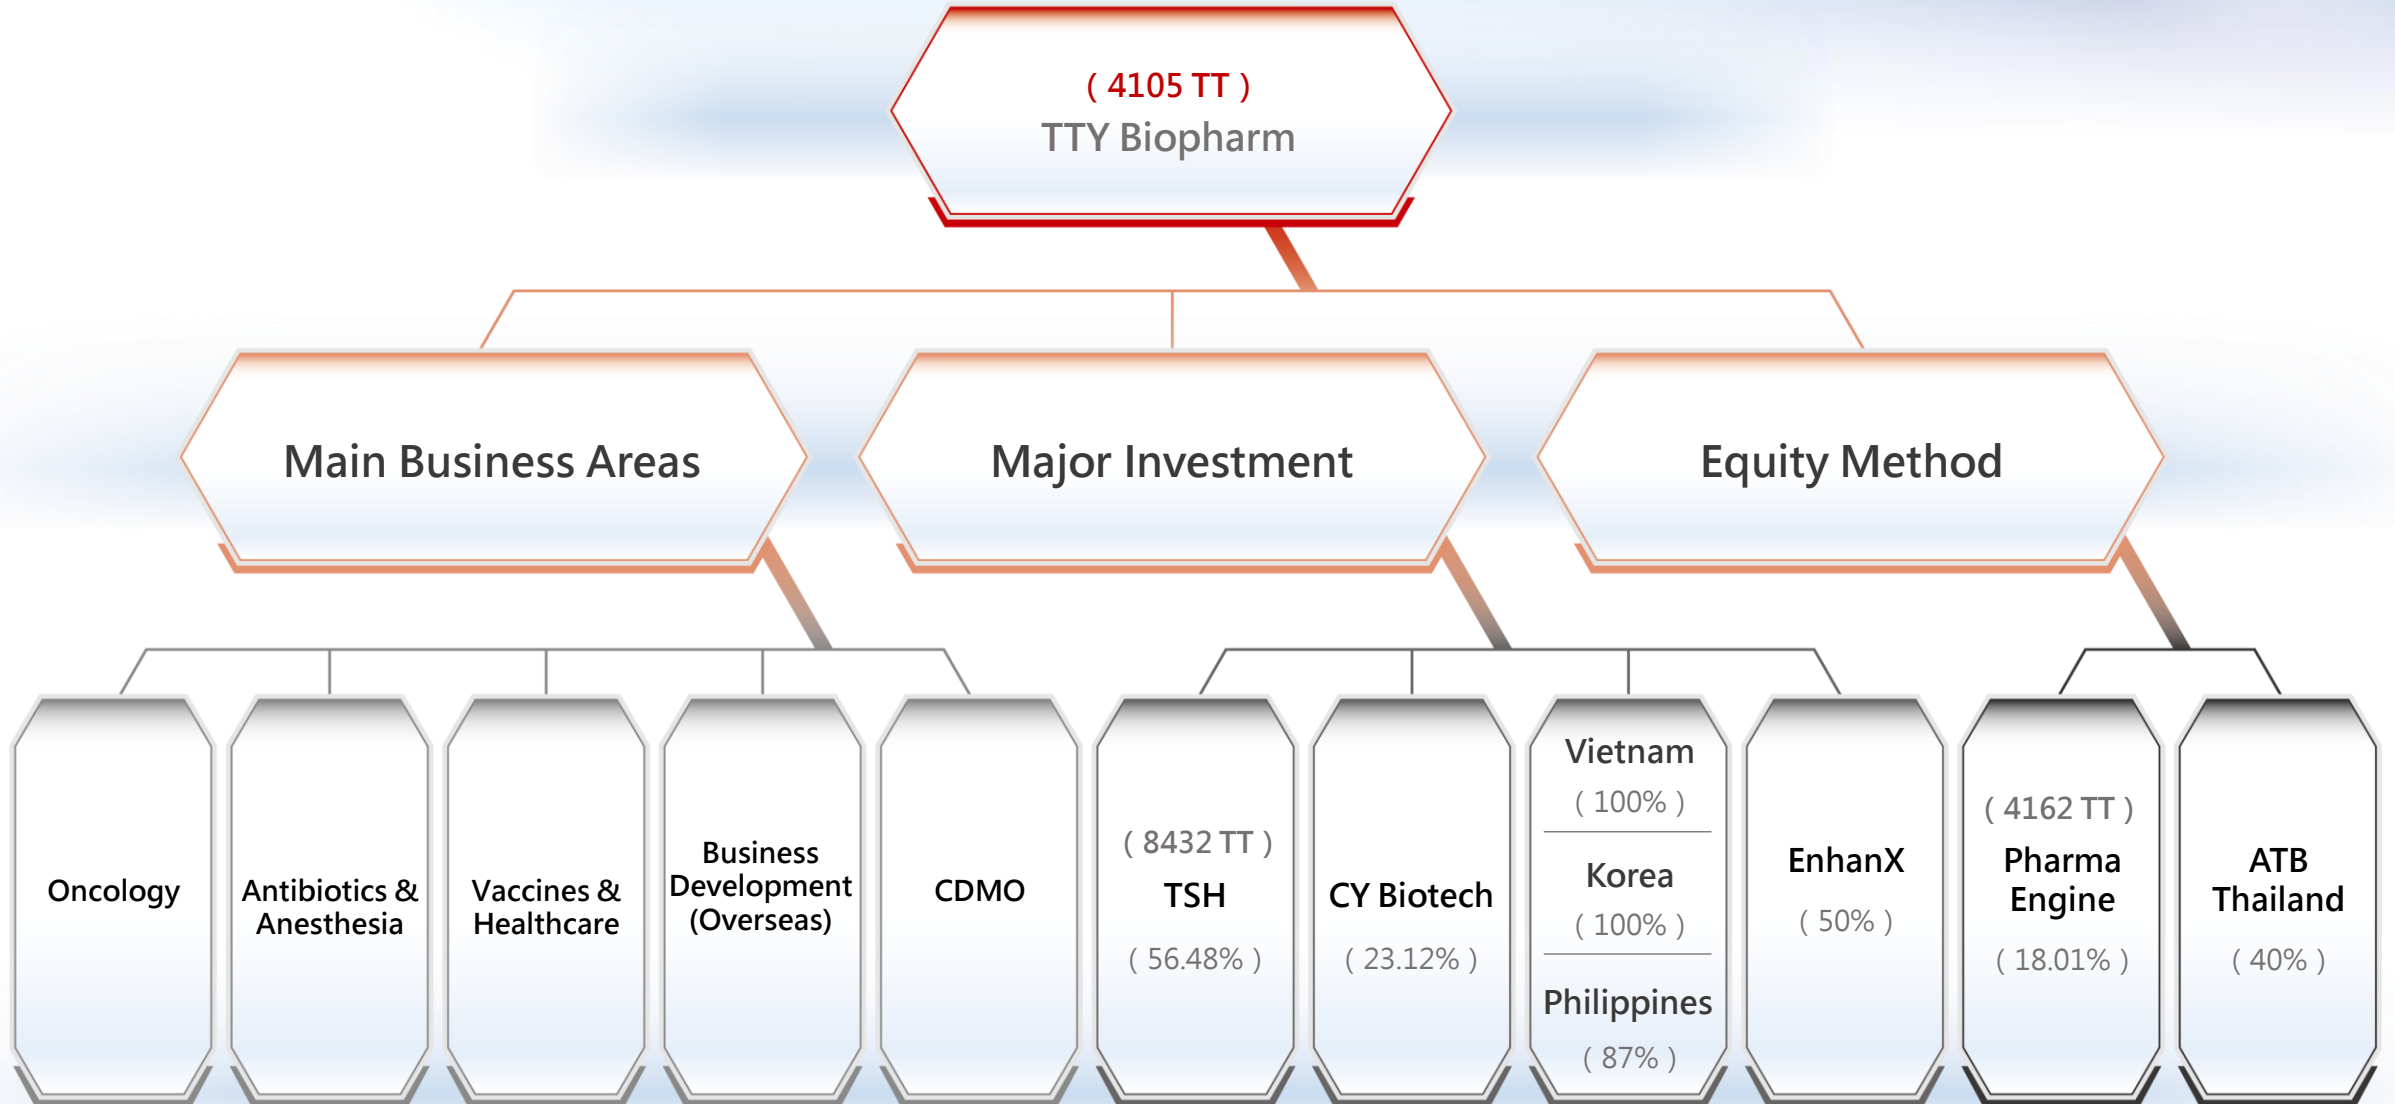 ( 4105 TT )
TTY Biopharm
Main Business Areas
Major Investment
Equity Method
Oncology
Antibiotics &
Anesthesia
Vaccines &
Healthcare
Business
Development
(Overseas)
CDMO
( 8432 TT )
TSH
( 56.48% )
CY Biotech
( 23.12% )
Vietnam
( 100% )
Korea
( 100% )
Philippines
( 87% )
EnhanX
( 50% )
( 4162 TT )
Pharma
Engine
( 18.01% )
ATB
Thailand
( 40% )